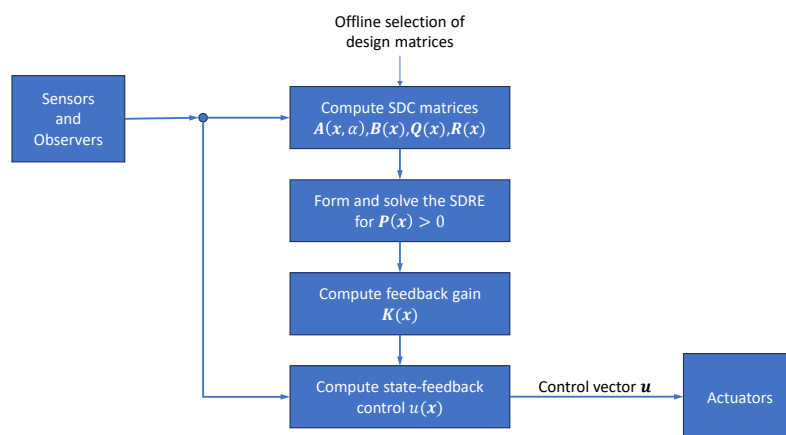 Offline selection of
design matrices
Sensors
and
Observers
Compute SDC matrices
A(x, α),B(x),Q(x),R(x)
Form and solve the SDRE
for P(x) > 0
Compute feedback gain
K(x)
Compute state-feedback
control u(x)
Control vector u
Actuators